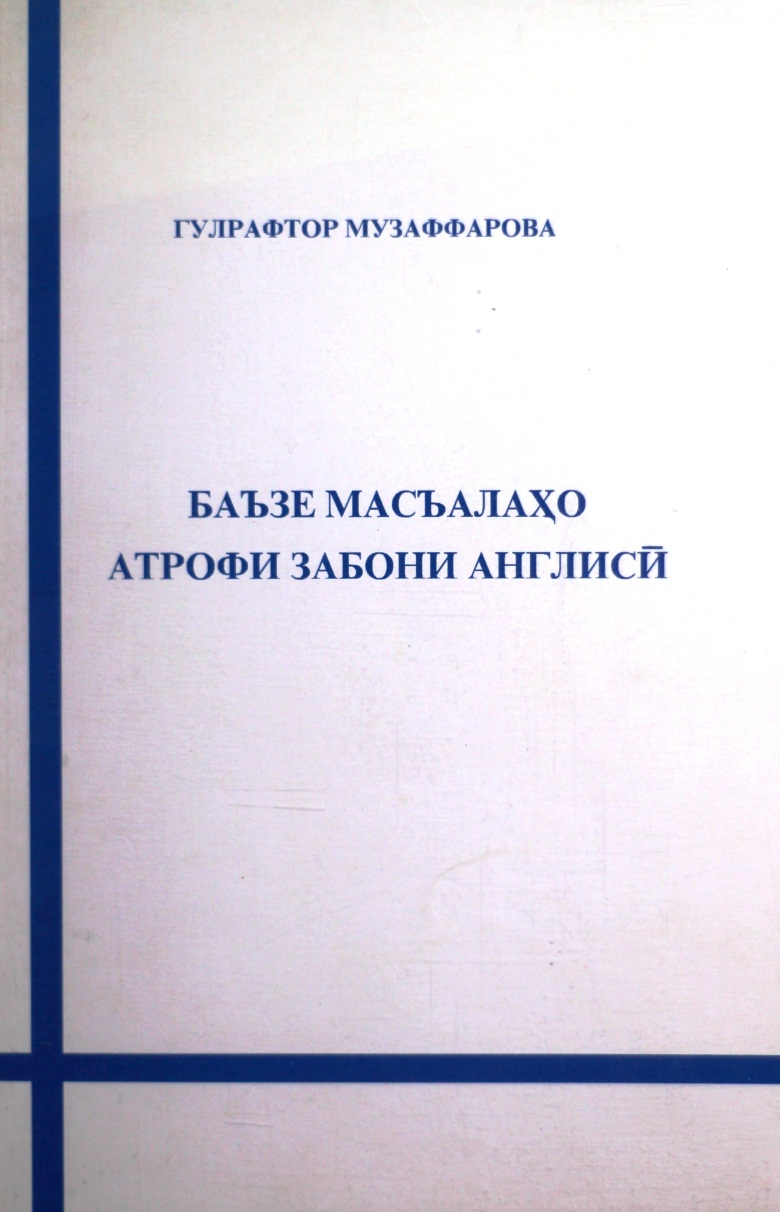 ГУЛРАФТОР МУЗАФФАРОВА
БАЪЗЕ МАСЪАЛАҲО
АТРОФИ ЗАБОНИ АНГЛИСӢ